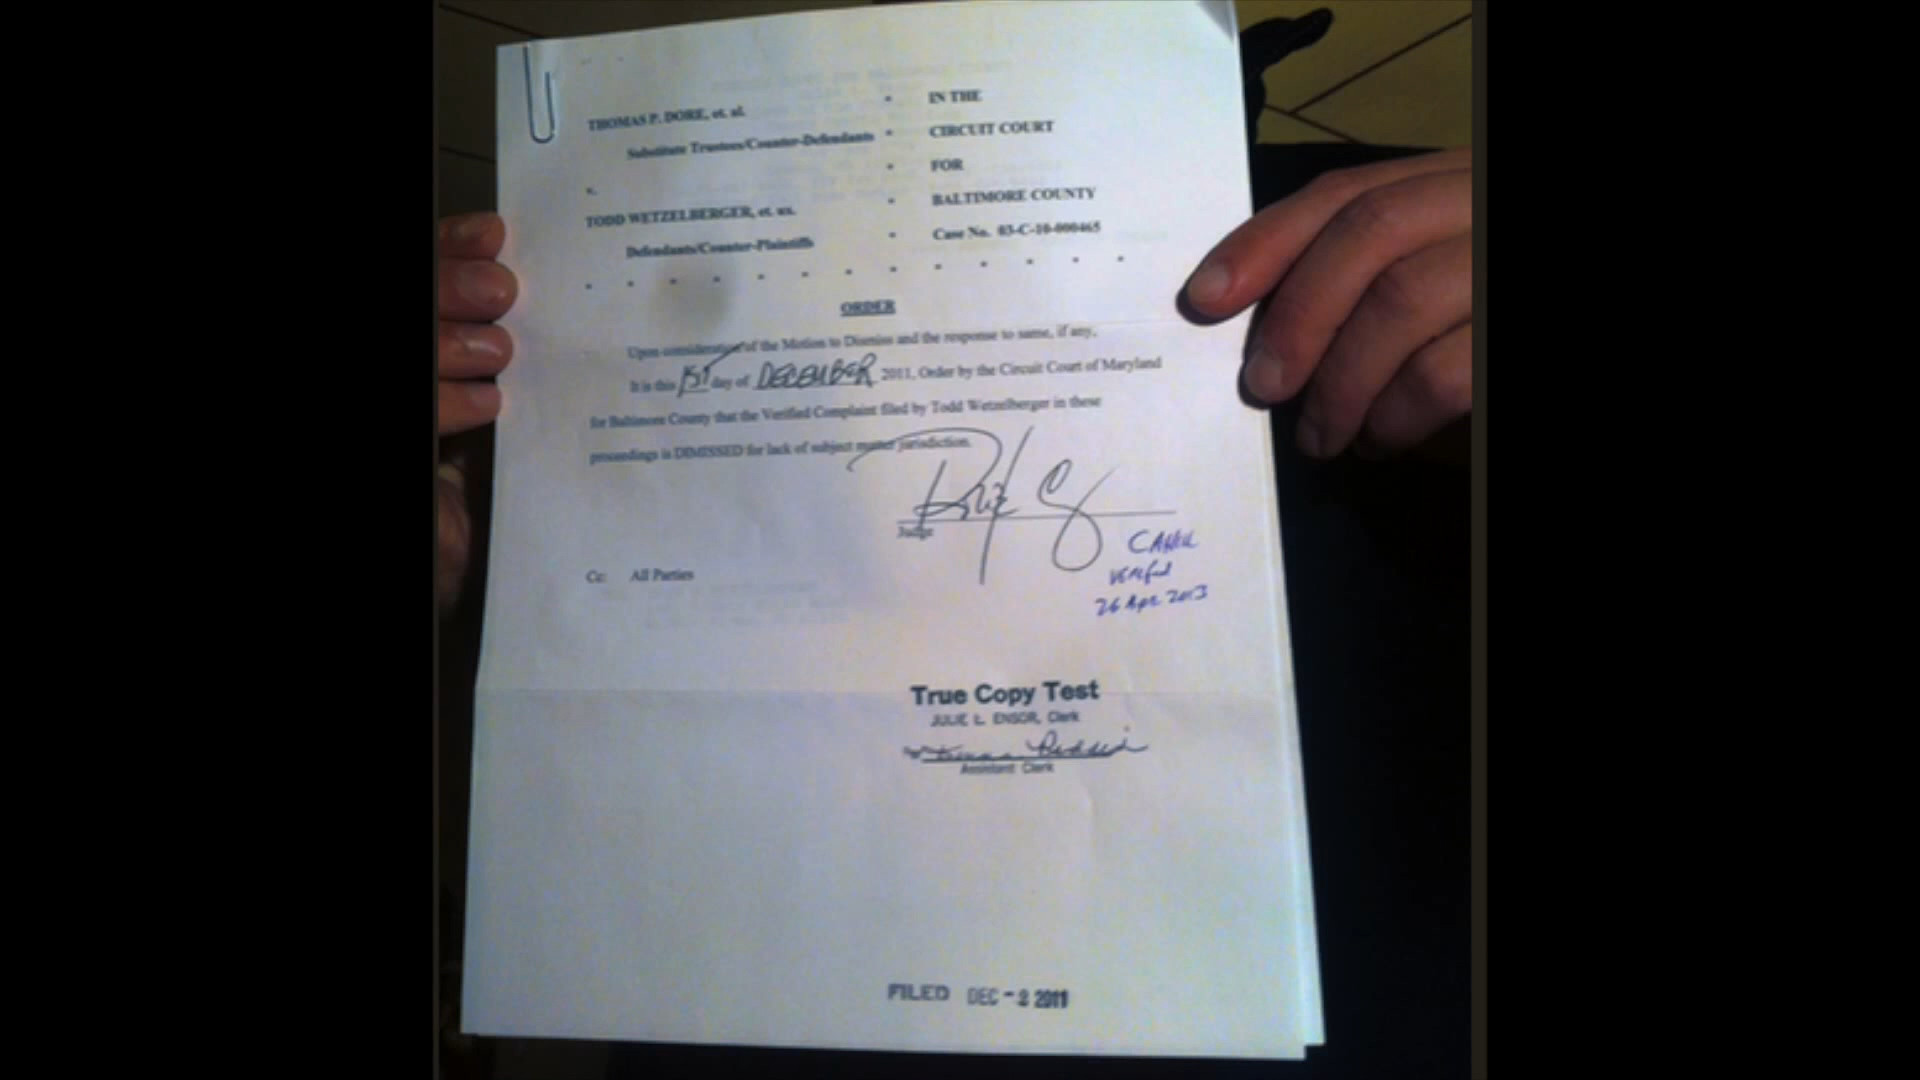 THOMAS P. DORE, et. al.
Substitute Trustees/Counter-Defendants
v.
TODD WETZELBERGER, et. ux.
Defendants/Counter-Plaintiffs
* IN THE
* CIRCUIT COURT
* FOR
* BALTIMORE COUNTY
* Case No. 03-C-10-000465
* * * * * * * * * * * * *
ORDER
Upon consideration of the Motion to Dismiss and the response to same, if any,
It is this 1ST day of DECEMBER 2011, Order by the Circuit Court of Maryland
for Baltimore County that the Verified Complaint filed by Todd Wetzelberger in these
proceedings is DIMISSED for lack of subject matter jurisdiction.
Judge
CAHILL
Verified
26 Apr 2013
Cc: All Parties
True Copy Test
JULIE L. ENSOR, Clerk
Assistant Clerk
FILED DEC - 2 2011